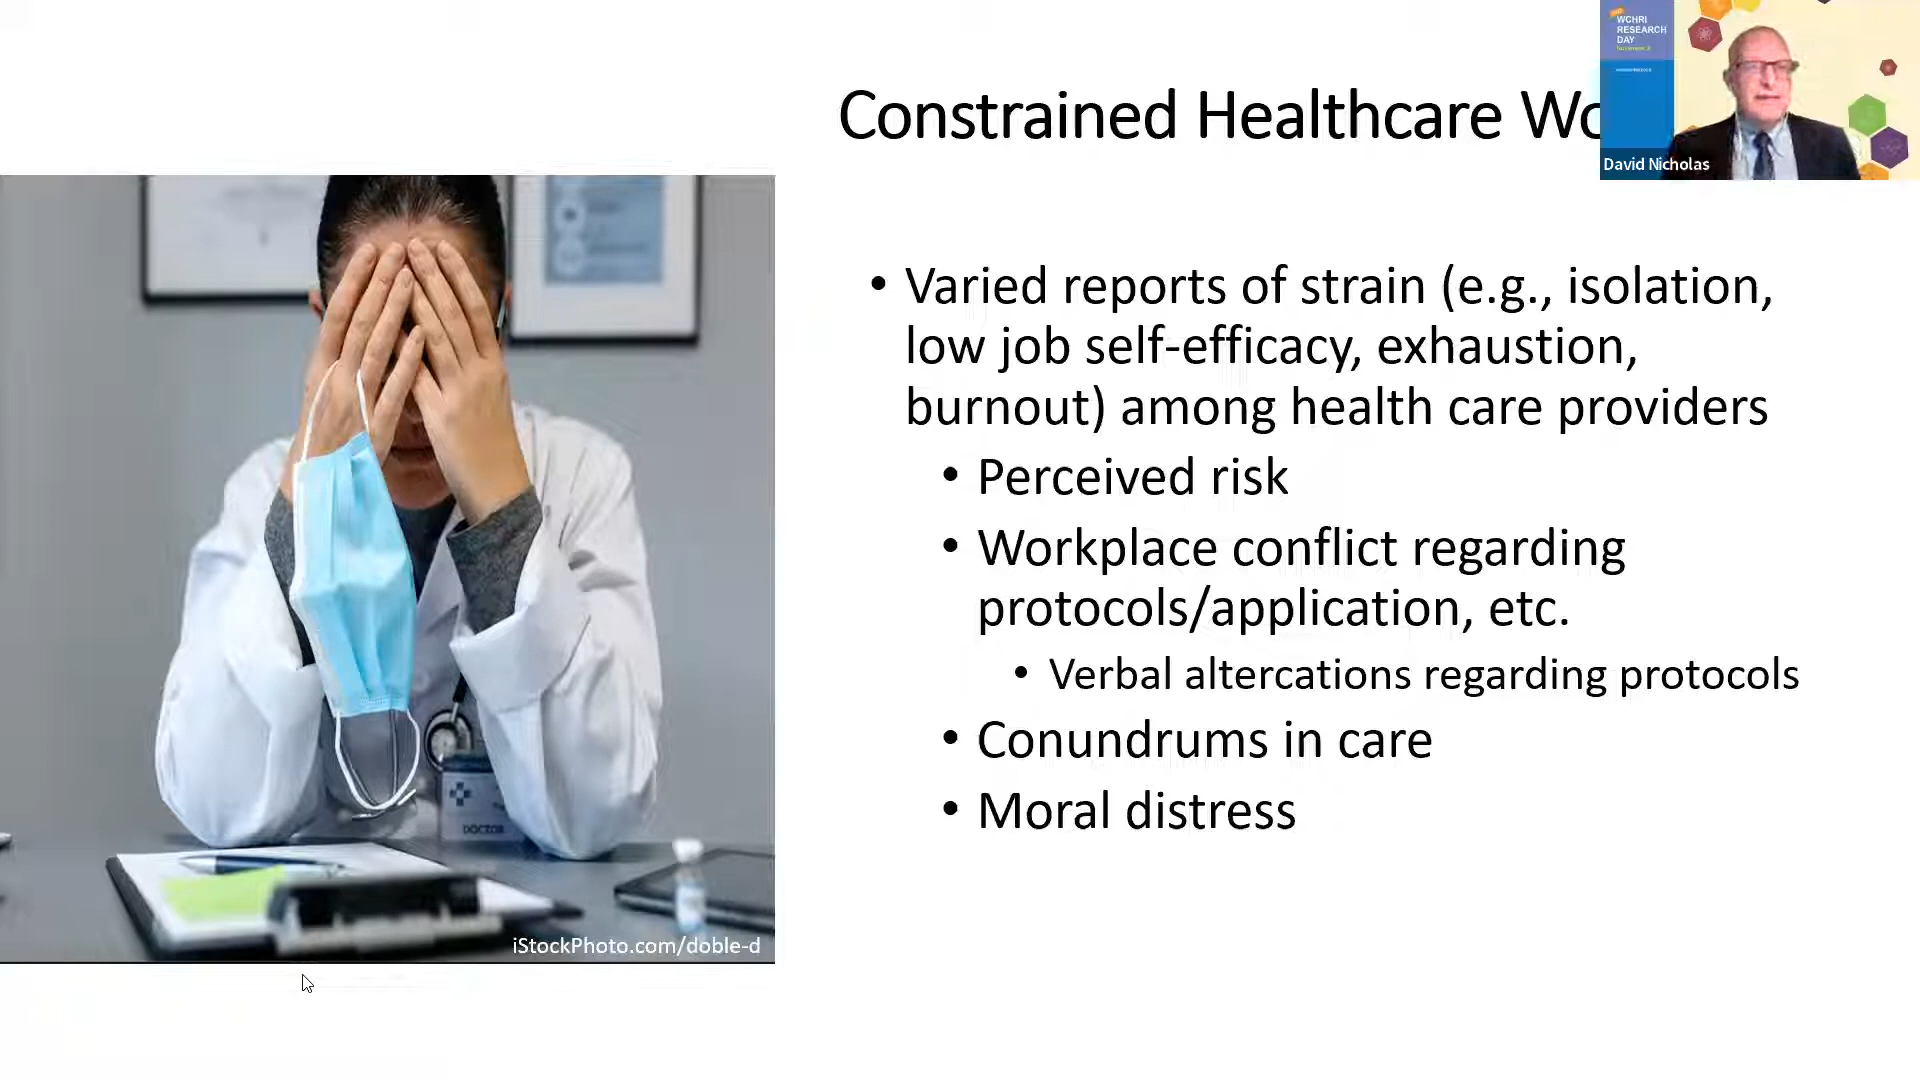 Constrained Healthcare Wo
WCHRI
RESEARCH
DAY
David Nicholas
• Varied reports of strain (e.g., isolation,
low job self-efficacy, exhaustion,
burnout) among health care providers
• Perceived risk
• Workplace conflict regarding
protocols/application, etc.
• Verbal altercations regarding protocols
• Conundrums in care
• Moral distress
DOCTOR
iStockPhoto.com/doble-d